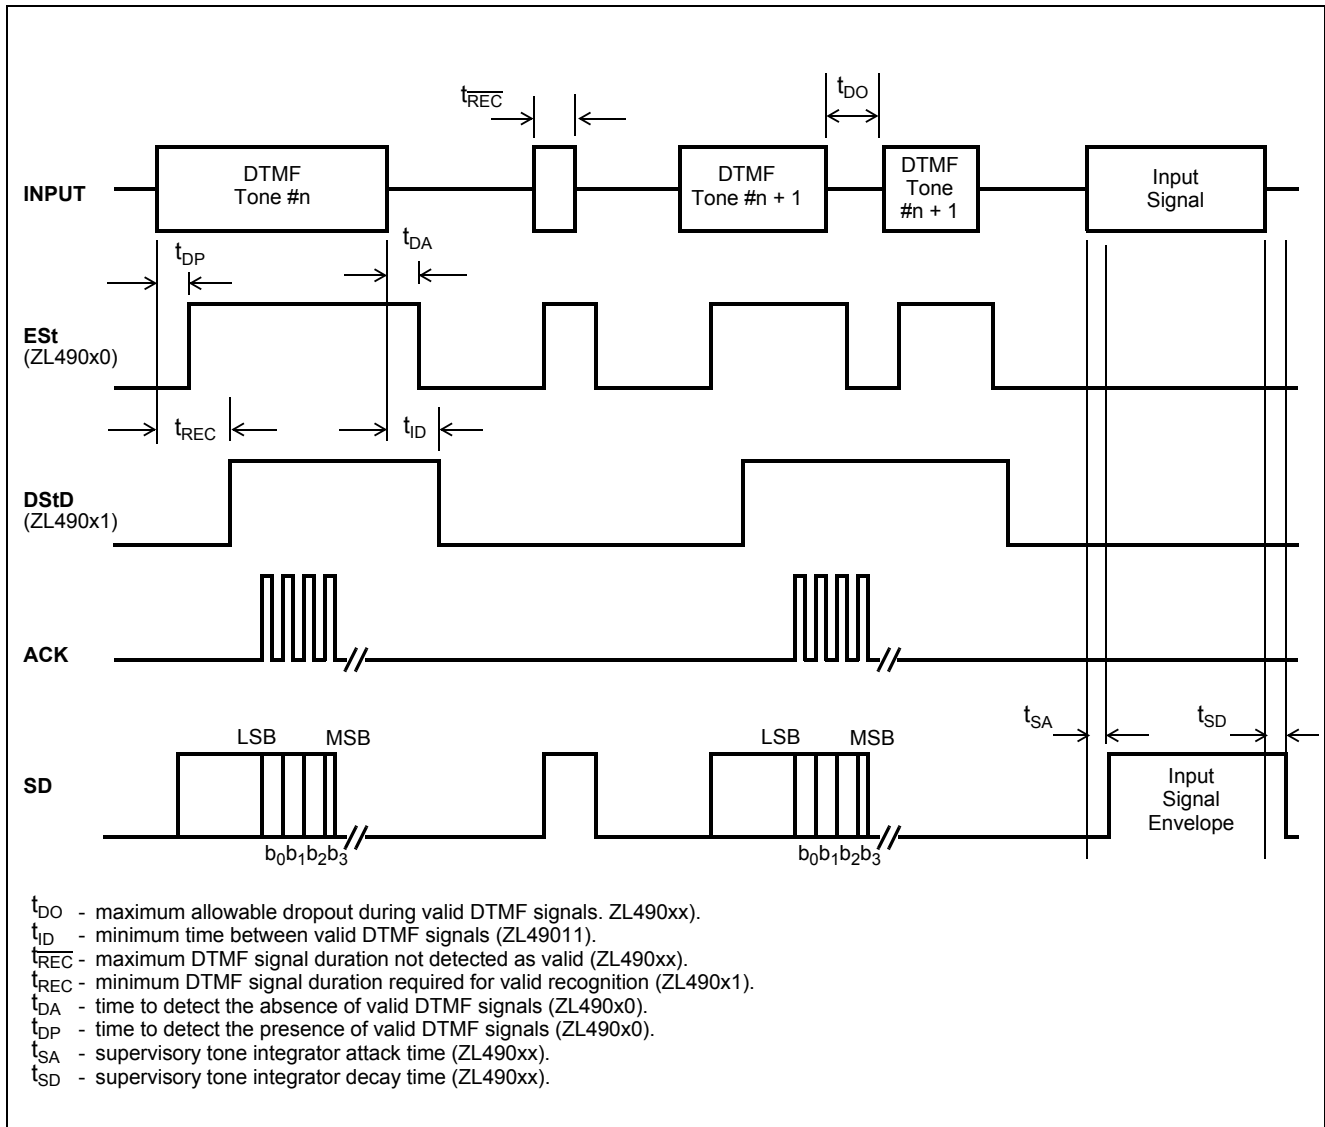 tREC
tDO
INPUT
DTMF
Tone #n
DTMF
Tone #n + 1
DTMF
Tone
#n + 1
Input
Signal
tDP
tDA
ESt
(ZL490x0)
tREC
tID
DStD
(ZL490x1)
ACK
tSA
tSD
LSB
MSB
LSB
MSB
SD
Input
Signal
Envelope
b0b1b2b3
b0b1b2b3
tDO - maximum allowable dropout during valid DTMF signals. ZL490xx).
tID - minimum time between valid DTMF signals (ZL49011).
tREC - maximum DTMF signal duration not detected as valid (ZL490xx).
tREC - minimum DTMF signal duration required for valid recognition (ZL490x1).
tDA - time to detect the absence of valid DTMF signals (ZL490x0).
tDP - time to detect the presence of valid DTMF signals (ZL490x0).
tSA - supervisory tone integrator attack time (ZL490xx).
tSD - supervisory tone integrator decay time (ZL490xx).